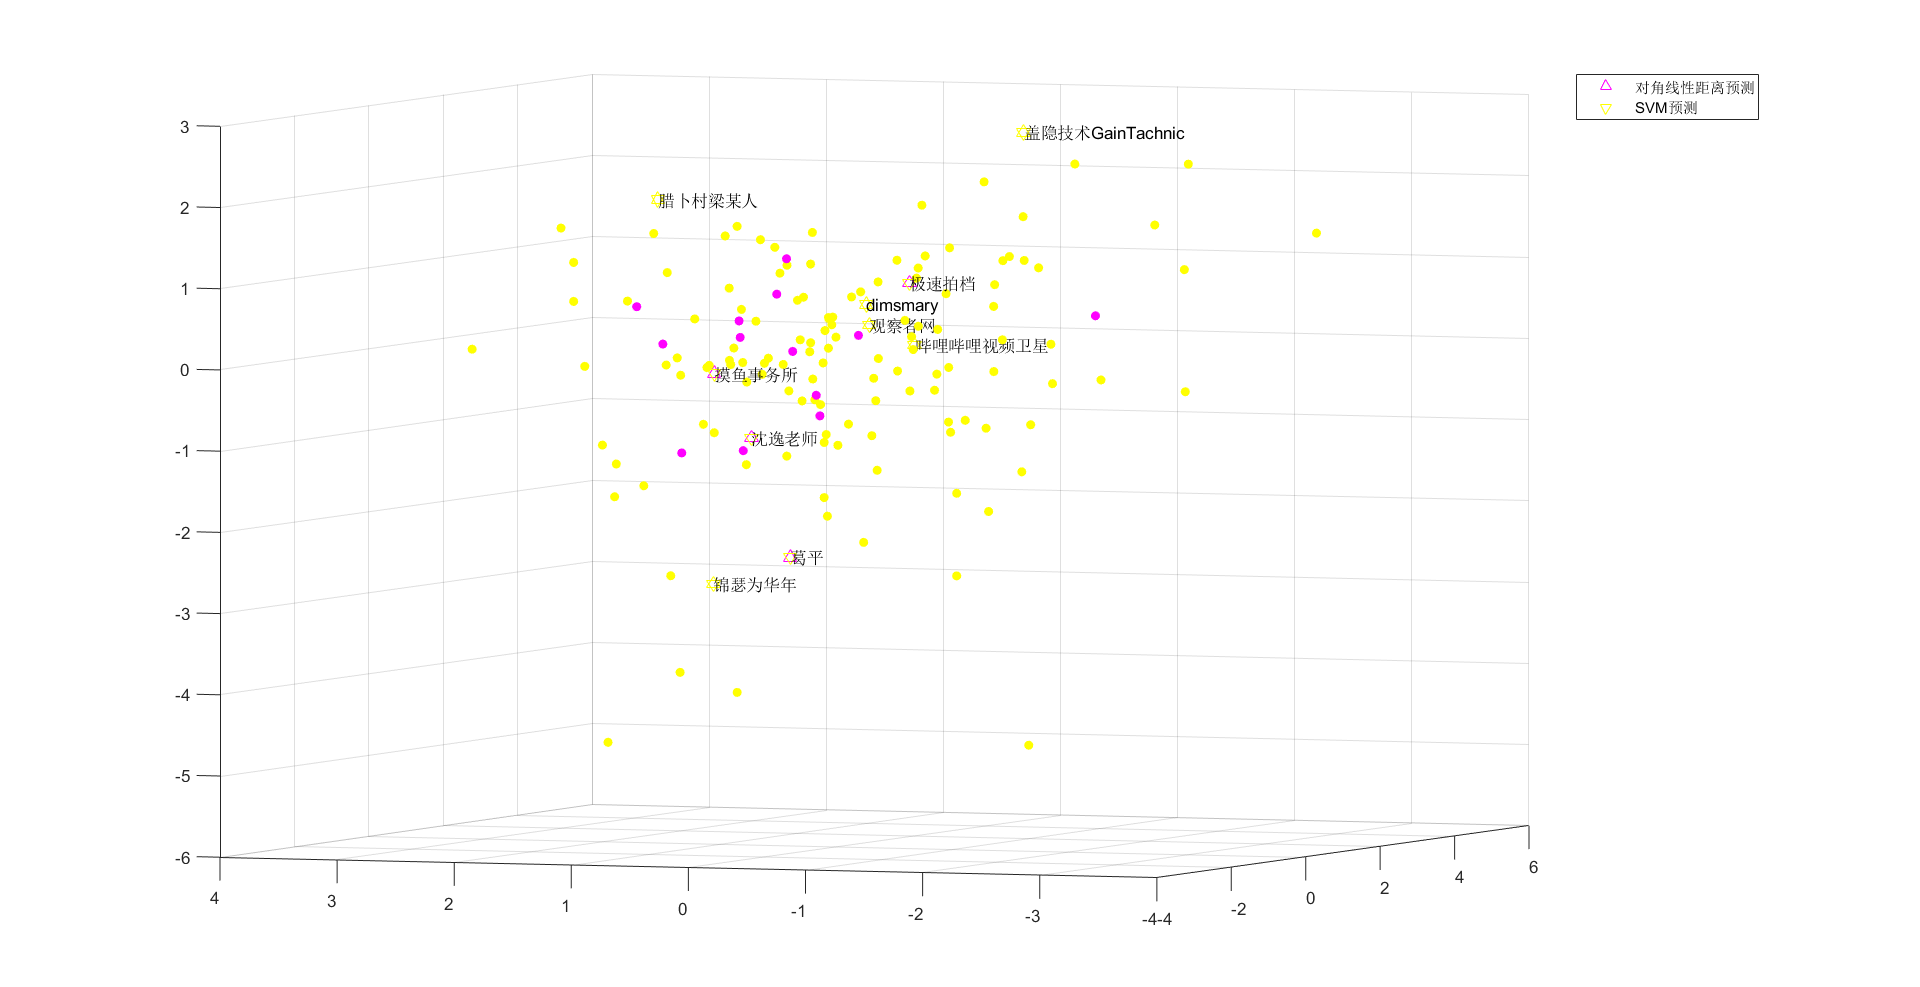 对角线性距离预测
SVM预测
盖隐技术GainTachnic
腊卜村梁某人
极速拍档
dimsmary
观察者网
哔哩哔哩视频卫星
摸鱼事务所
沈逸老师
葛平
锦瑟为华年
3
2
1
0
-1
-2
-3
-4
-5
-6
4
3
2
1
0
-1
-2
-3
-4
-4
-2
0
2
4
6